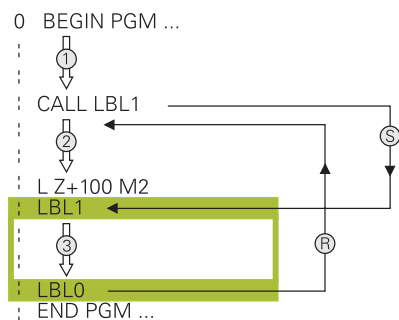 0 BEGIN PGM ...
1
CALL LBL1
S
2
L Z+100 M2
LBL1
3
R
LBL0
END PGM ...